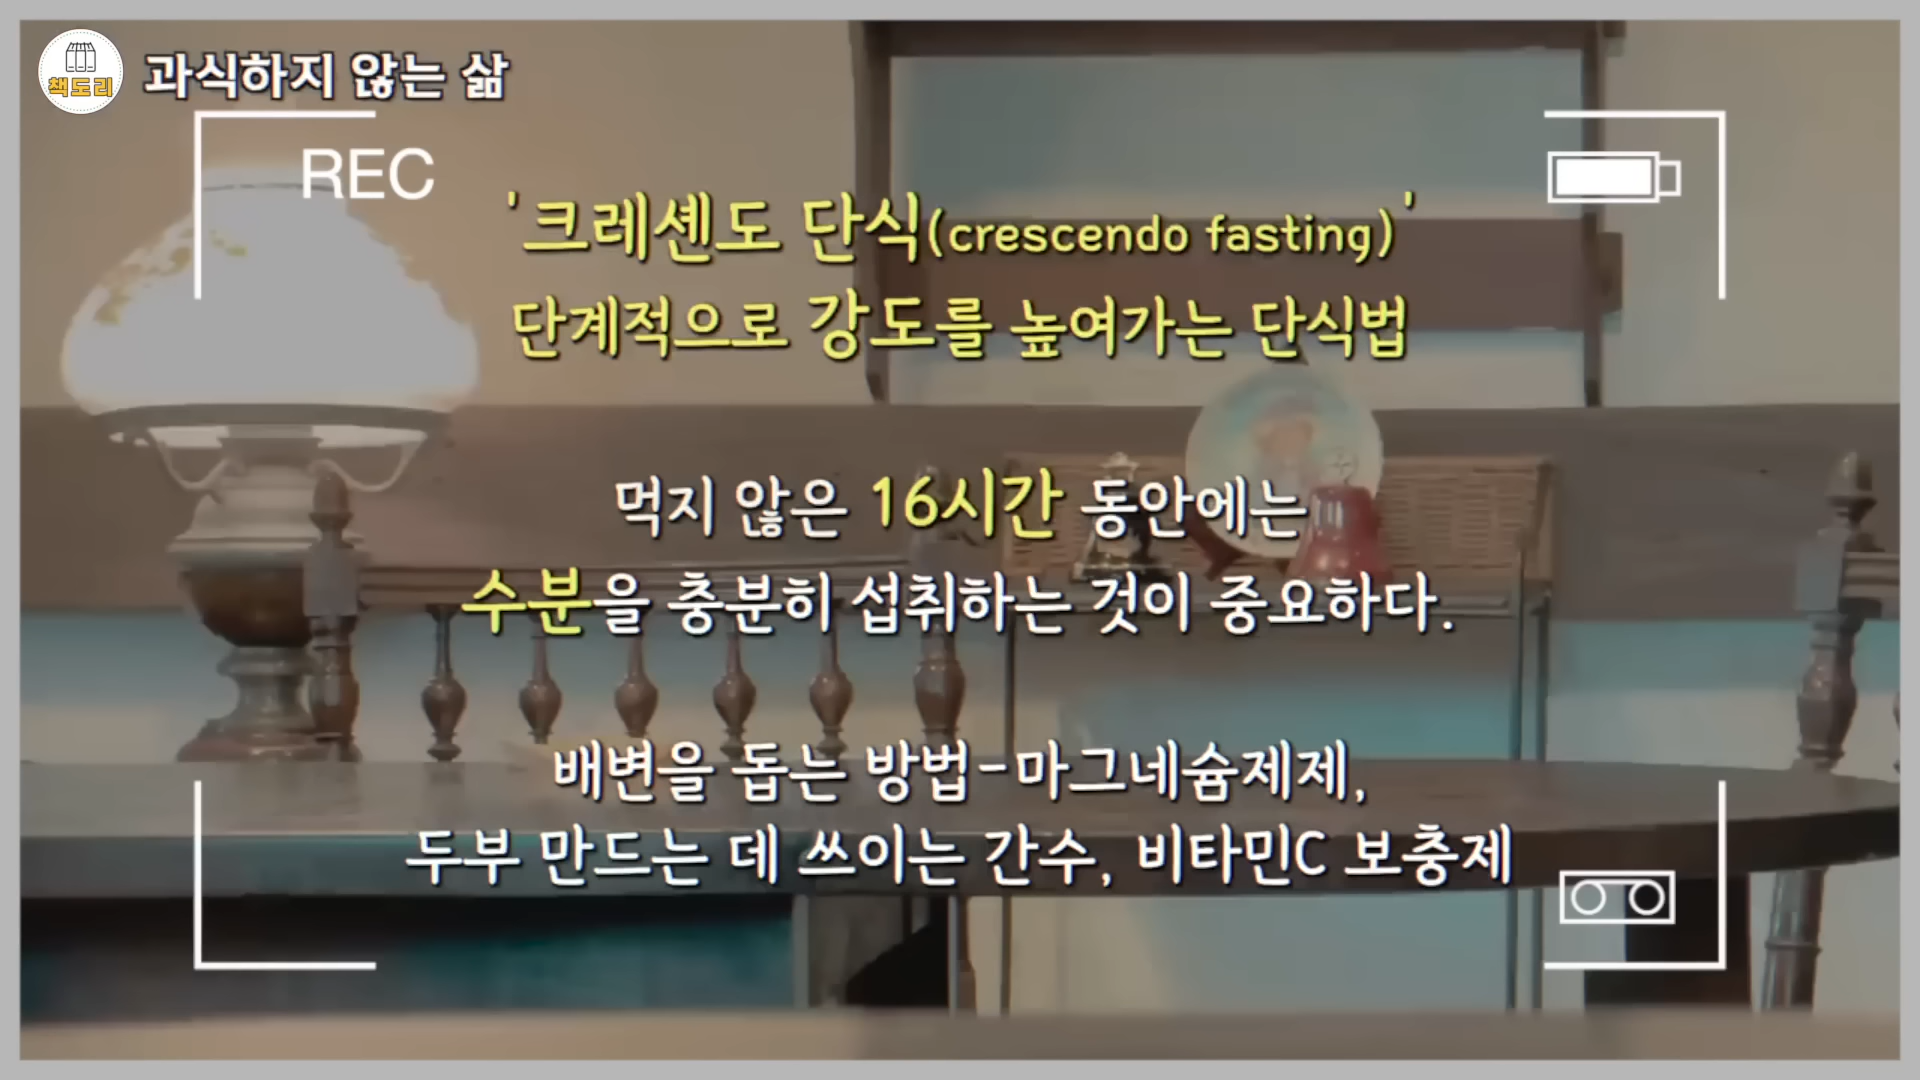 책도리
과식하지 않는 삶
REC
'크레센도 단식(crescendo fasting)'
단계적으로 강도를 높여가는 단식법
먹지 않은 16시간 동안에는
수분을 충분히 섭취하는 것이 중요하다.
배변을 돕는 방법-마그네슘제제,
두부 만드는 데 쓰이는 간수, 비타민C 보충제